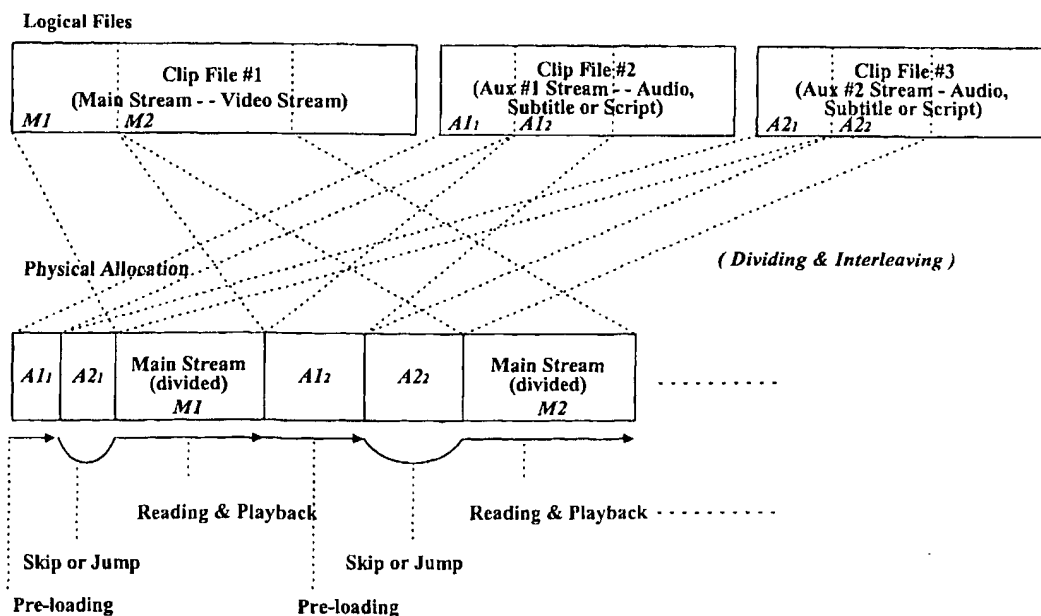 Logical Files
Clip File #1
(Main Stream - - Video Stream)
M1
M2
Clip File #2
(Aux #1 Stream - - Audio,
Subtitle or Script)
A11
A12
Clip File #3
(Aux #2 Stream - Audio,
Subtitle or Script)
A21
A22
Physical Allocation
( Dividing & Interleaving )
A11
A21
Main Stream
(divided)
M1
A12
A22
Main Stream
(divided)
M2
Reading & Playback
Reading & Playback
Skip or Jump
Skip or Jump
Pre-loading
Pre-loading